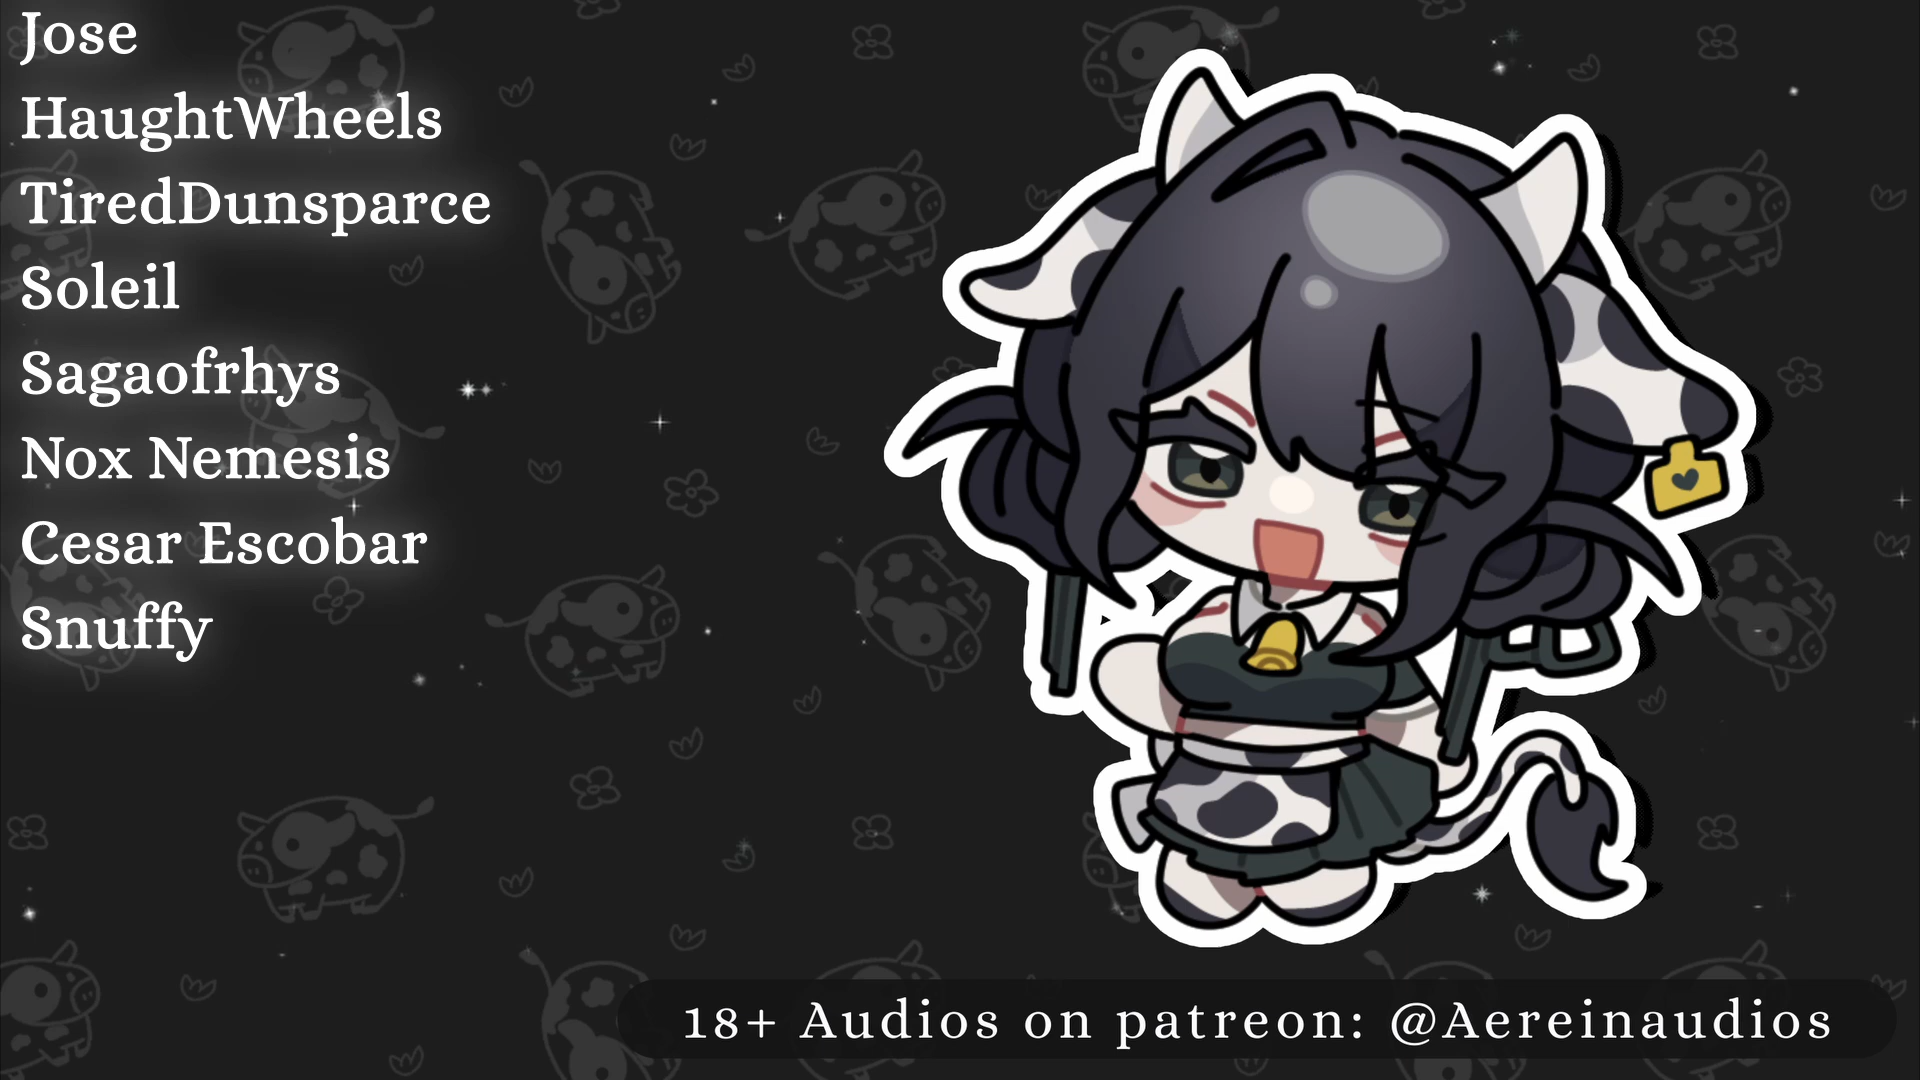 Jose
HaughtWheels
TiredDunsparce
Soleil
Sagaofrhys
Nox Nemesis
Cesar Escobar
Snuffy
18+ Audios on patreon: @Aereinaudios